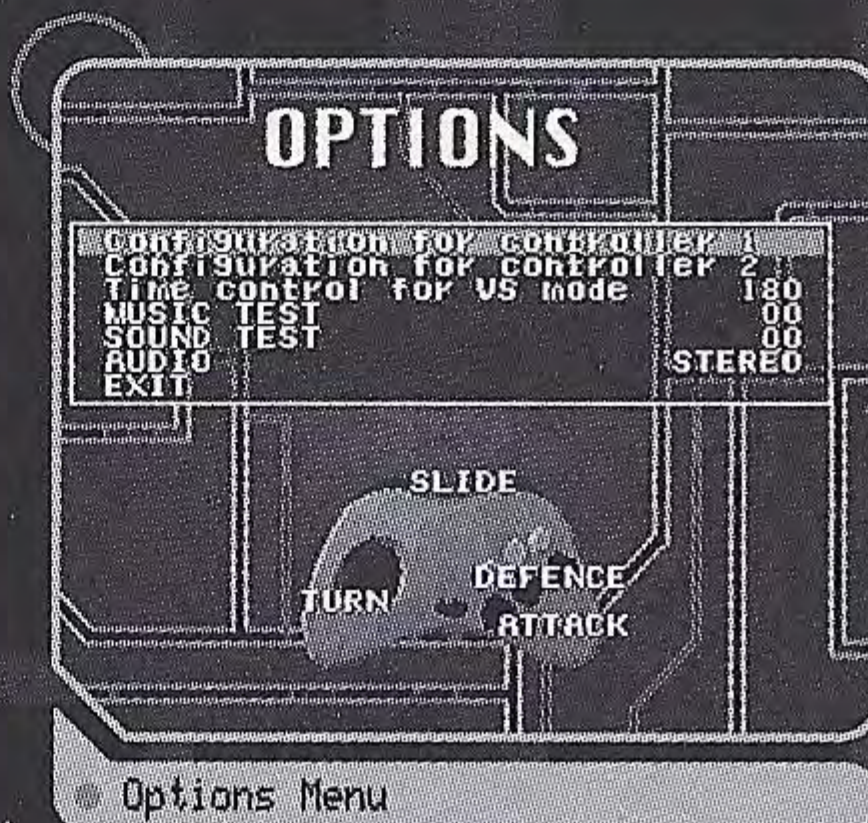 OPTIONS
Configuration for controller 1
Configuration for controller 2
Time control for VS mode 180
MUSIC TEST 00
SOUND TEST 00
AUDIO STEREO
EXIT
SLIDE
DEFENCE
TURN
ATTACK
Options Menu